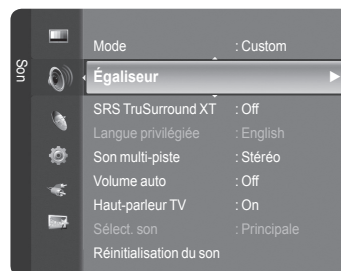 Son
Mode : Custom
Égaliseur
SRS TruSurround XT : Off
Langue privilégiée : English
Son multi-piste : Stéréo
Volume auto : Off
Haut-parleur TV : On
Sélect. son : Principale
Réinitialisation du son